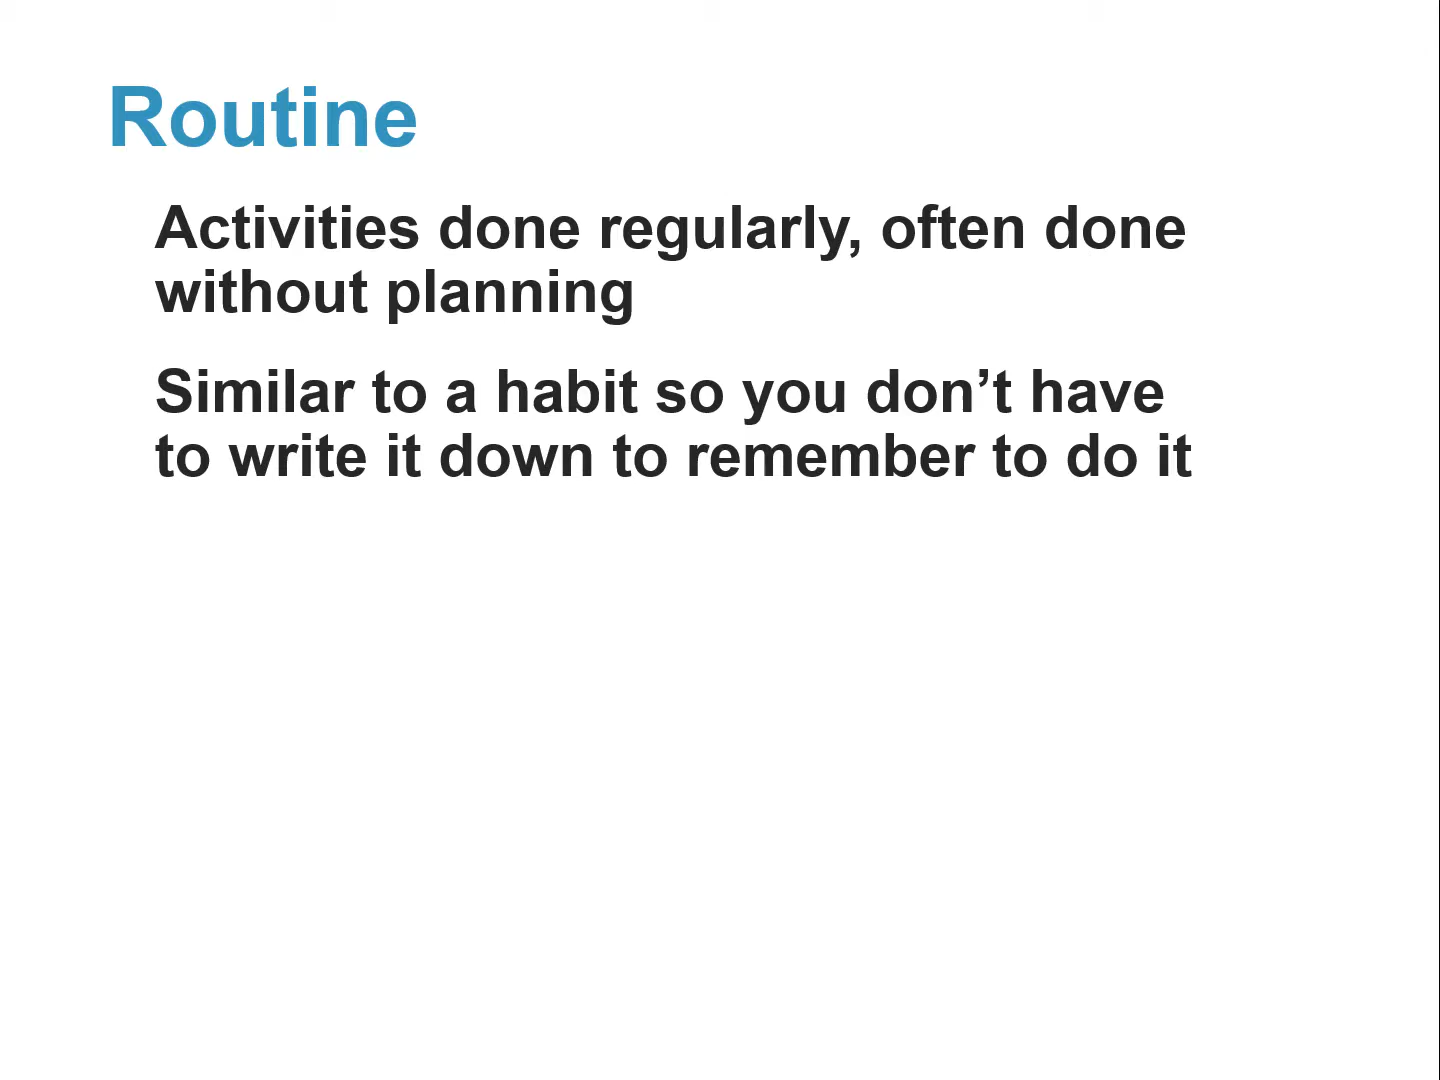 Routine
Activities done regularly, often done
without planning
Similar to a habit so you don’t have
to write it down to remember to do it